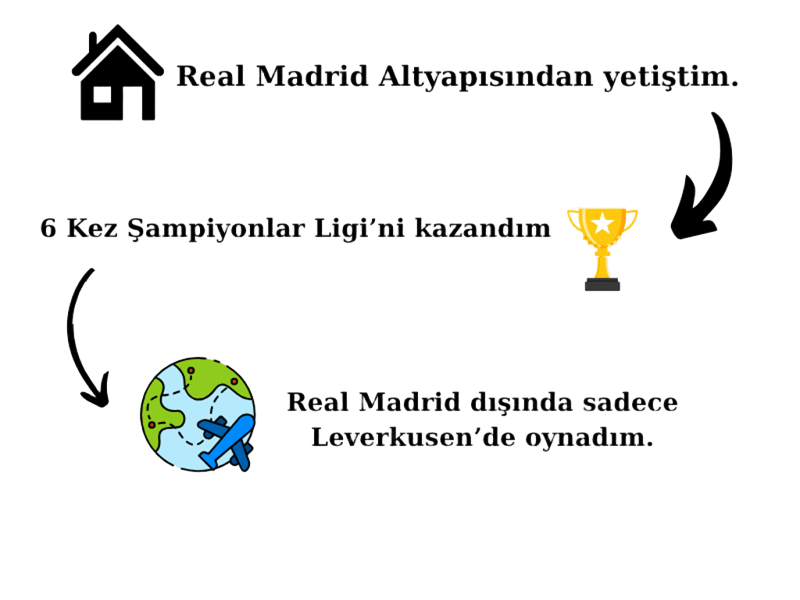 Real Madrid Altyapısından yetiştim.
6 Kez Şampiyonlar Ligi’ni kazandım
Real Madrid dışında sadece
Leverkusen’de oynadım.